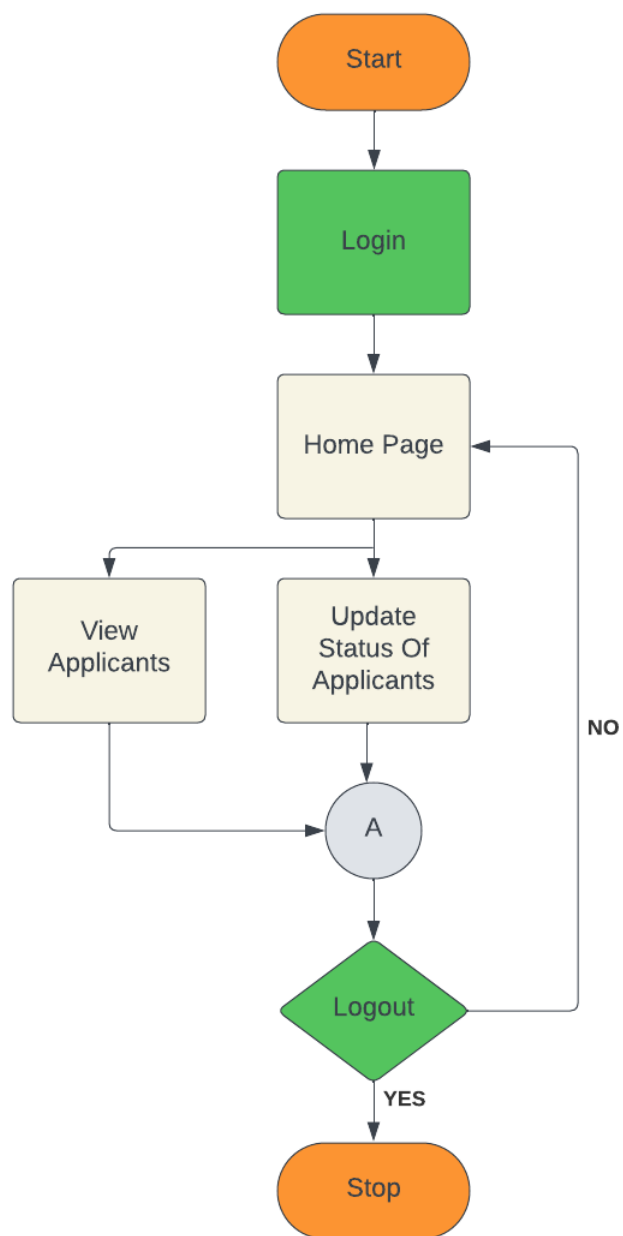 Start
Login
Home Page
View
Applicants
Update
Status Of
Applicants
NO
A
Logout
YES
Stop